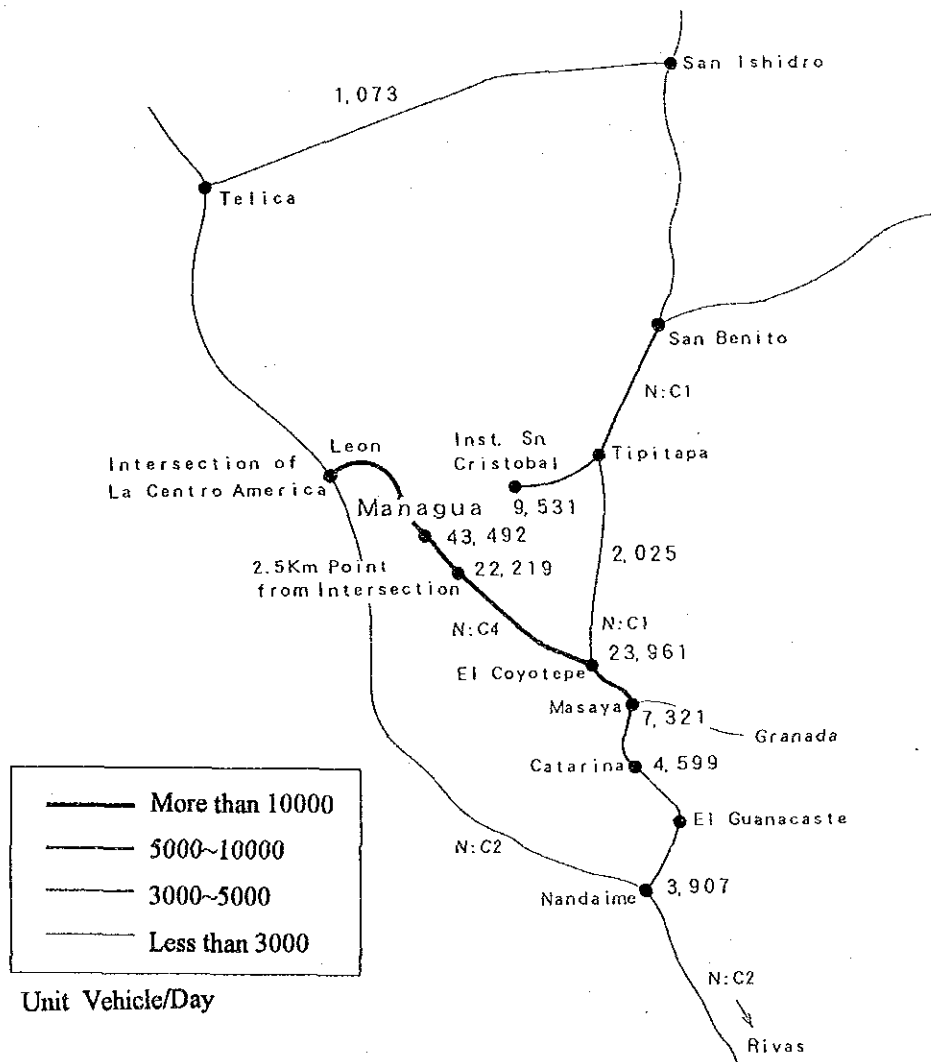 San Ishidro
1,073
Telica
San Benito
N:C1
Leon
Inst. Sn
Cristobal
Tipitapa
Intersection of
La Centro America
Managua
9,531
43,492
2,025
2.5Km Point
from Intersection
22,219
N:C4
N:C1
23,961
El Coyotepe
Masaya
7,321
Granada
Catarina
4,599
El Guanacaste
N:C2
Nandaime
3,907
More than 10000
5000~10000
3000~5000
Less than 3000
Unit Vehicle/Day
N:C2
Rivas